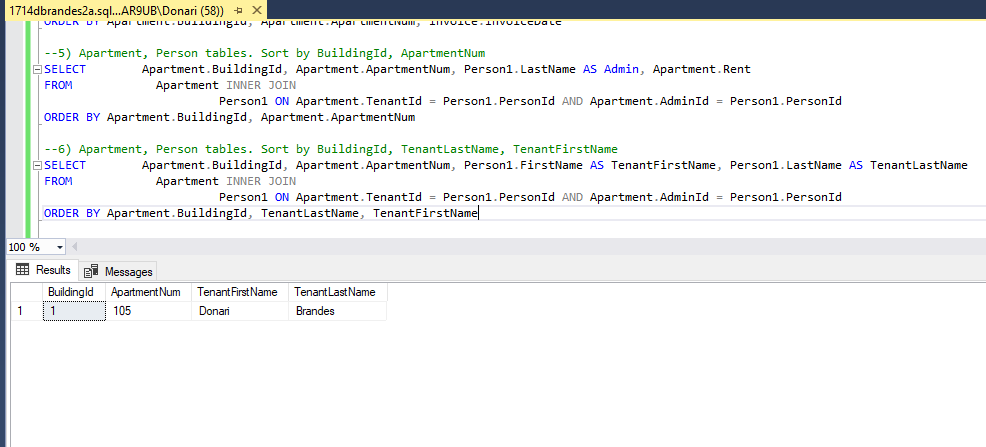 1714dbrandes2a.sql...AR9UB\Donari (58))
ORDER BY Apartment.BuildingId, Apartment.ApartmentNum, Invoice.InvoiceDate
--5) Apartment, Person tables. Sort by BuildingId, ApartmentNum
SELECT Apartment.BuildingId, Apartment.ApartmentNum, Person1.LastName AS Admin, Apartment.Rent
FROM Apartment INNER JOIN
Person1 ON Apartment.TenantId = Person1.PersonId AND Apartment.AdminId = Person1.PersonId
ORDER BY Apartment.BuildingId, Apartment.ApartmentNum
--6) Apartment, Person tables. Sort by BuildingId, TenantLastName, TenantFirstName
SELECT Apartment.BuildingId, Apartment.ApartmentNum, Person1.FirstName AS TenantFirstName, Person1.LastName AS TenantLastName
FROM Apartment INNER JOIN
Person1 ON Apartment.TenantId = Person1.PersonId AND Apartment.AdminId = Person1.PersonId
ORDER BY Apartment.BuildingId, TenantLastName, TenantFirstName
100 %
Results Messages
BuildingId ApartmentNum TenantFirstName TenantLastName
1 1 105 Donari Brandes